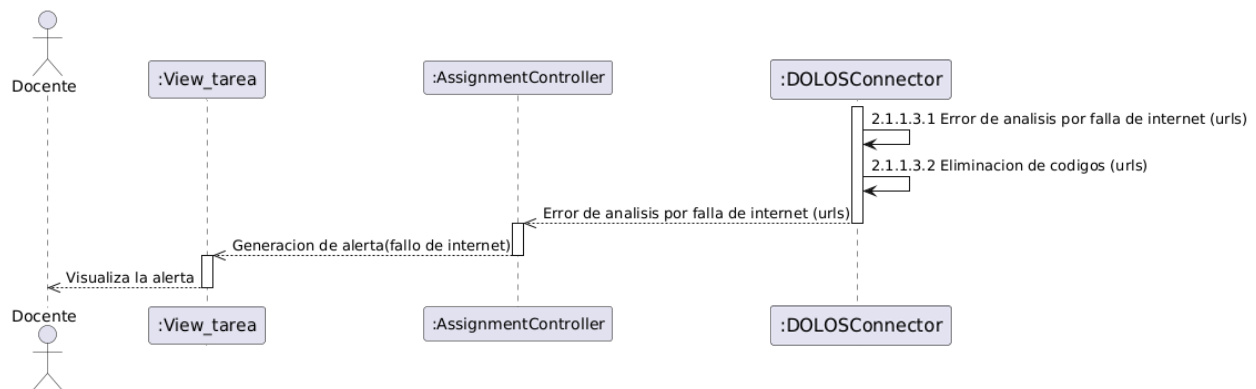 Docente
:View_tarea
:AssignmentController
:DOLOSConnector
2.1.1.3.1 Error de analisis por falla de internet (urls)
2.1.1.3.2 Eliminacion de codigos (urls)
Error de analisis por falla de internet (urls)
Generacion de alerta(fallo de internet)
Visualiza la alerta
Docente
:View_tarea
:AssignmentController
:DOLOSConnector